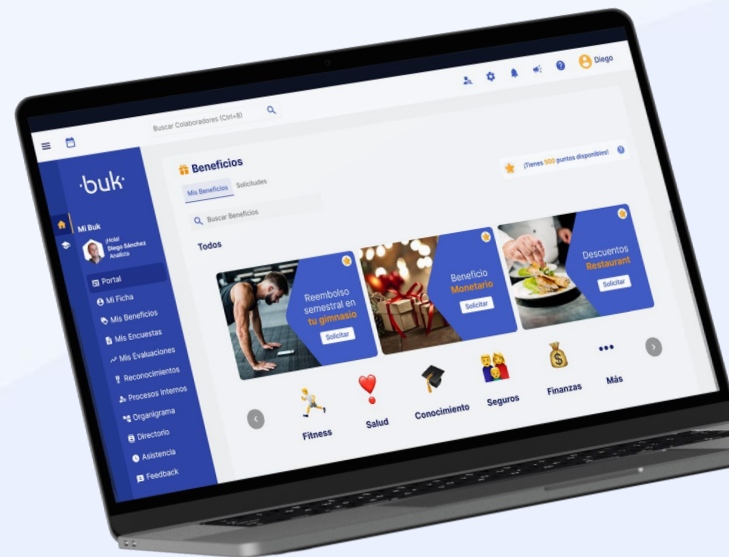 Buscar Colaboradores (Ctrl+B)
Diego
·buk·
Mi Buk
¡Hola!
Diego Sánchez
Analista
Portal
Mi Ficha
Mis Beneficios
Mis Encuestas
Mis Evaluaciones
Reconocimientos
Procesos Internos
Organigrama
Directorio
Asistencia
Feedback
Beneficios
Mis Beneficios
Solicitudes
¡Tienes 900 puntos disponibles!
Buscar Beneficios
Todos
Reembolso
semestral en
tu gimnasio
Solicitar
Beneficio
Monetario
Solicitar
Descuentos
Restaurant
Solicitar
Fitness
Salud
Conocimiento
Seguros
Finanzas
Más